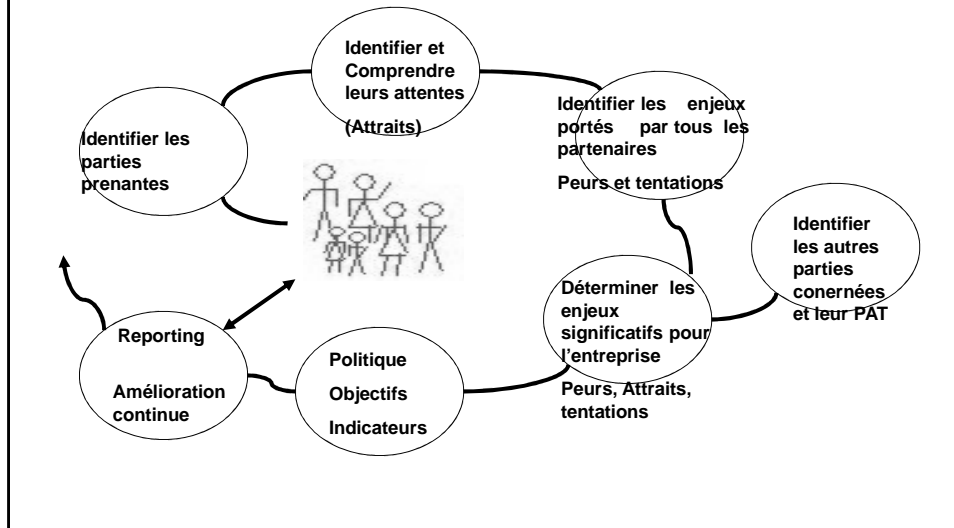 Identifier les
parties
prenantes
Identifier et
Comprendre
leurs attentes
(Attraits)
Identifier les enjeux
portés par tous les
partenaires
Peurs et tentations
Identifier
les autres
parties
conernées
et leur PAT
Déterminer les
enjeux
significatifs pour
l’entreprise
Peurs, Attraits,
tentations
Politique
Objectifs
Indicateurs
Reporting
Amélioration
continue